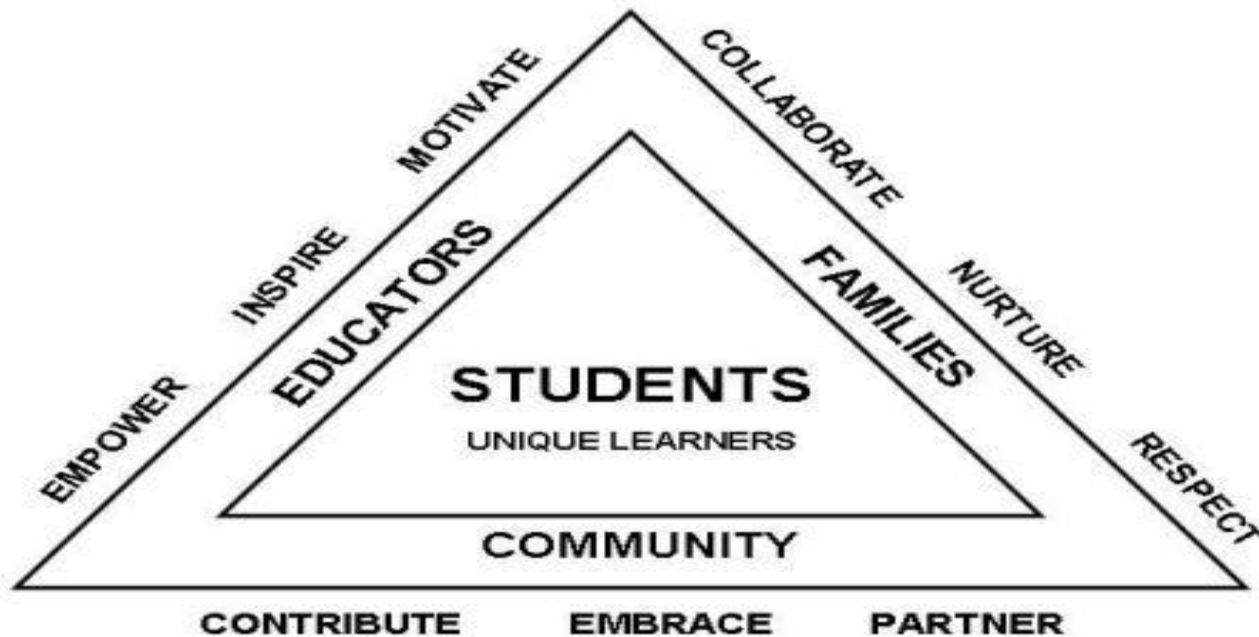 MOTIVATE
COLLABORATE
INSPIRE
EDUCATORS
FAMILIES
NURTURE
STUDENTS
UNIQUE LEARNERS
EMPOWER
RESPECT
COMMUNITY
CONTRIBUTE EMBRACE PARTNER